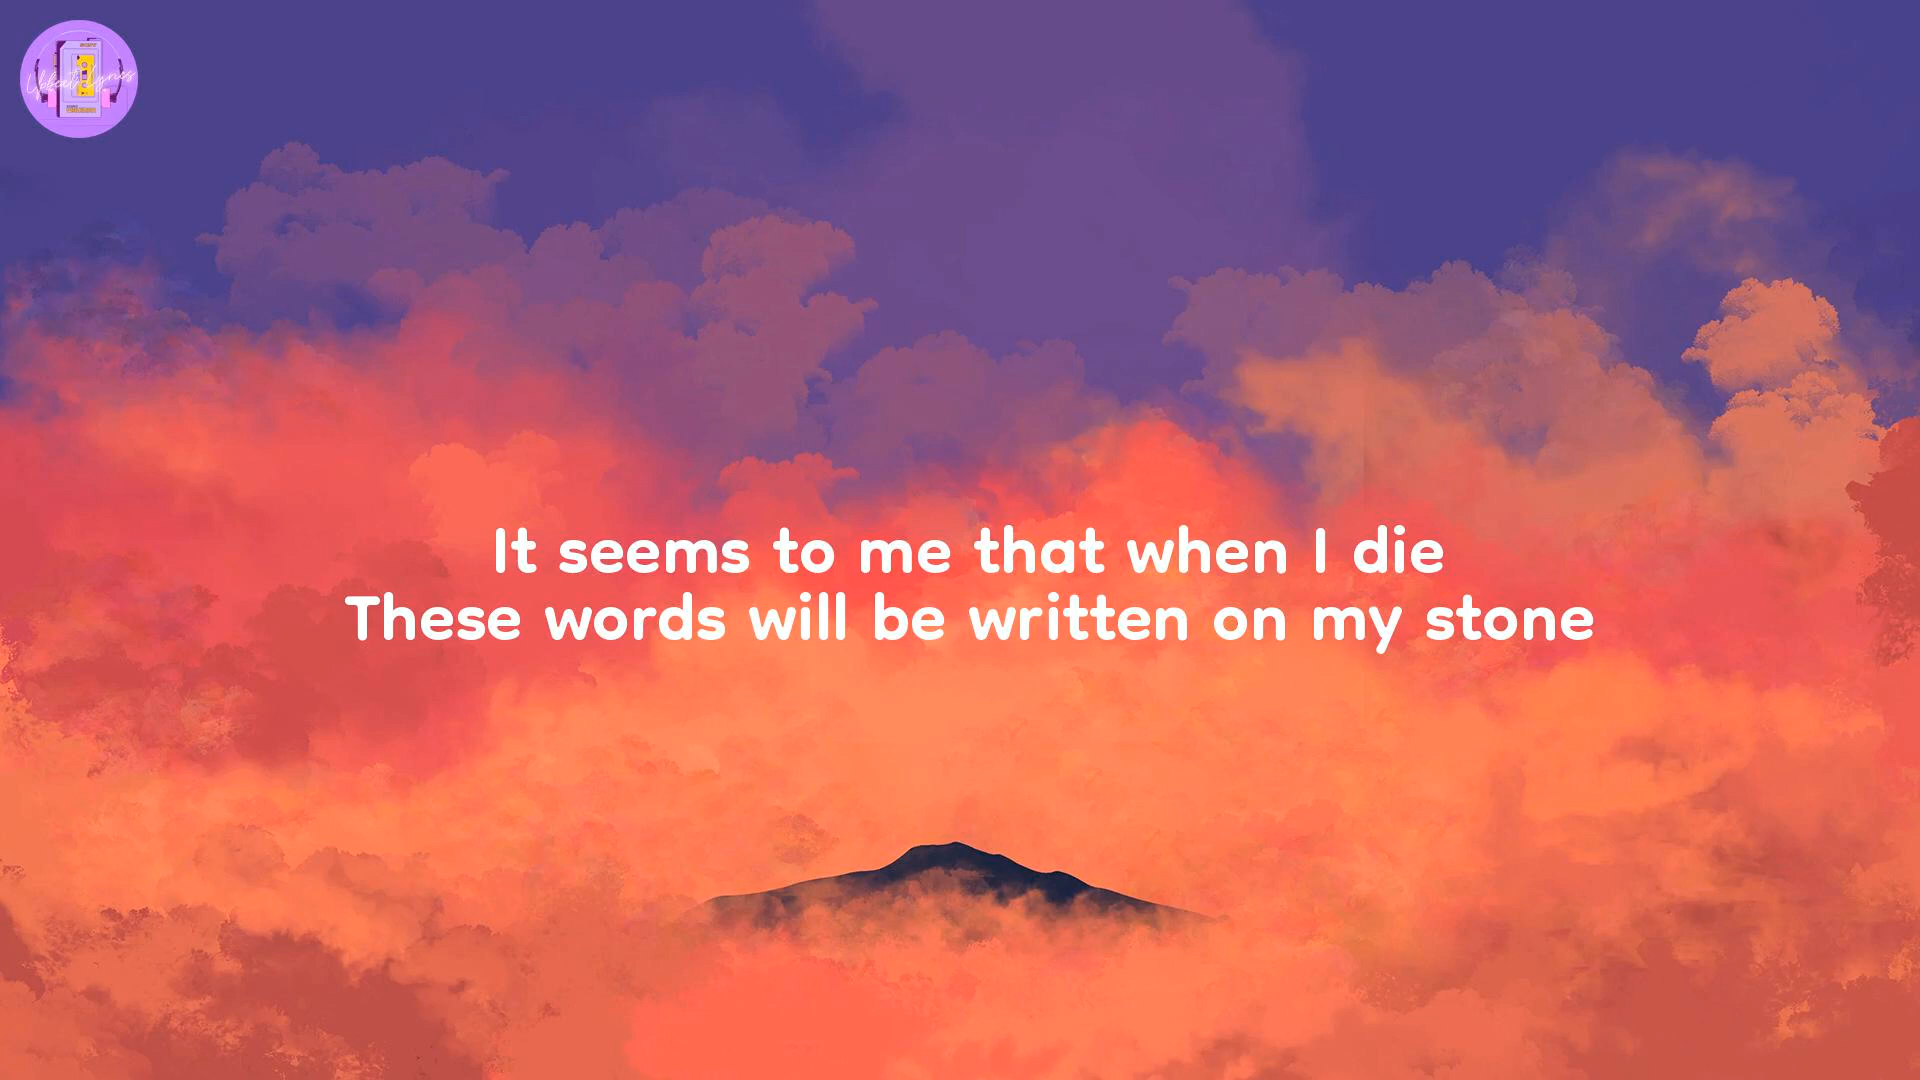 It seems to me that when I die
These words will be written on my stone